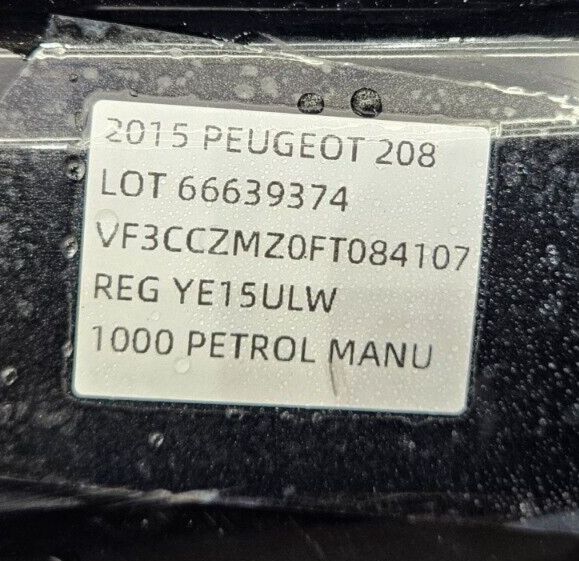 2015 PEUGEOT 208
LOT 66639374
VF3CCZMZ0FT084107
REG YE15ULW
1000 PETROL MANU